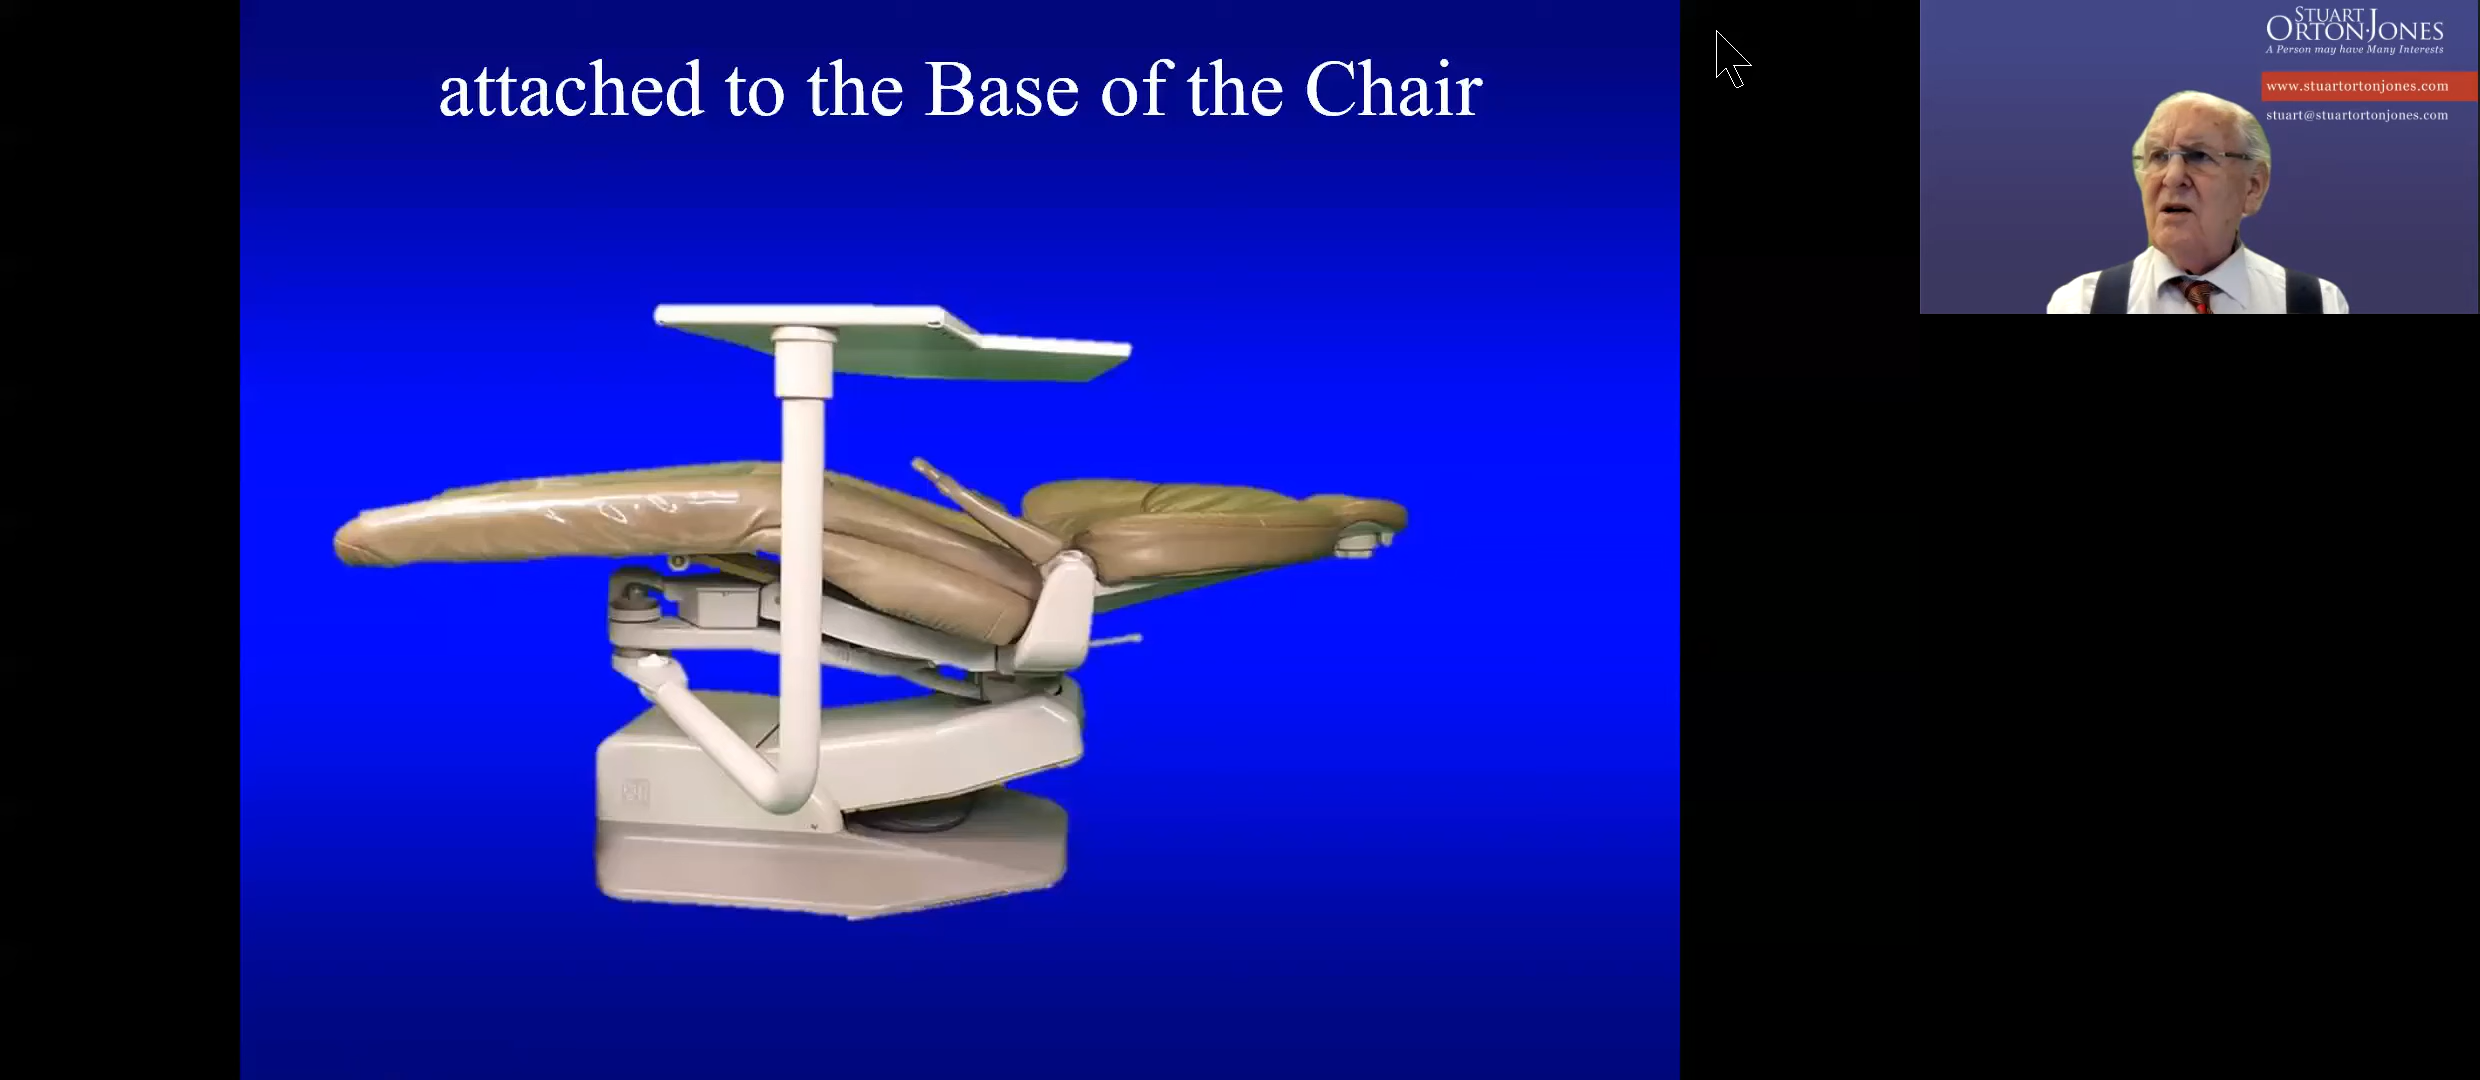 attached to the Base of the Chair
STUART
ORTON-JONES
A Person may have Many Interests
www.stuartortonjones.com
stuart@stuartortonjones.com